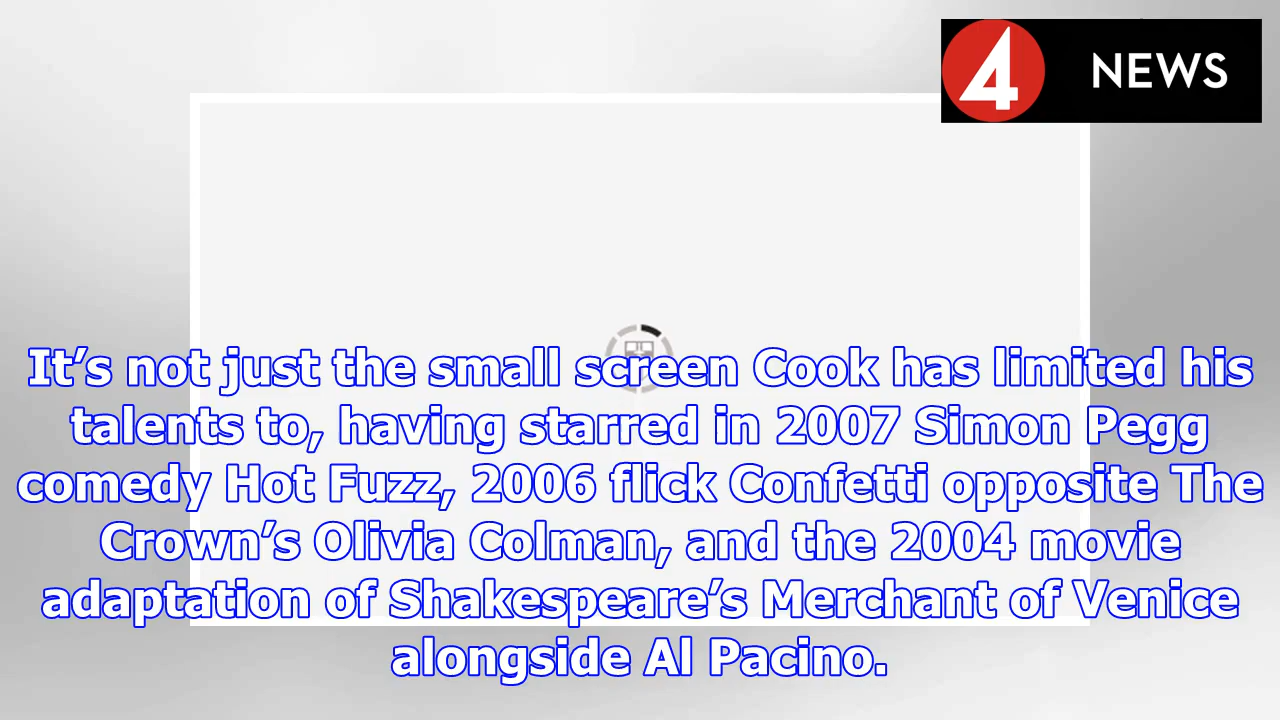 4 NEWS
It’s not just the small screen Cook has limited his
talents to, having starred in 2007 Simon Pegg
comedy Hot Fuzz, 2006 flick Confetti opposite The
Crown’s Olivia Colman, and the 2004 movie
adaptation of Shakespeare’s Merchant of Venice
alongside Al Pacino.